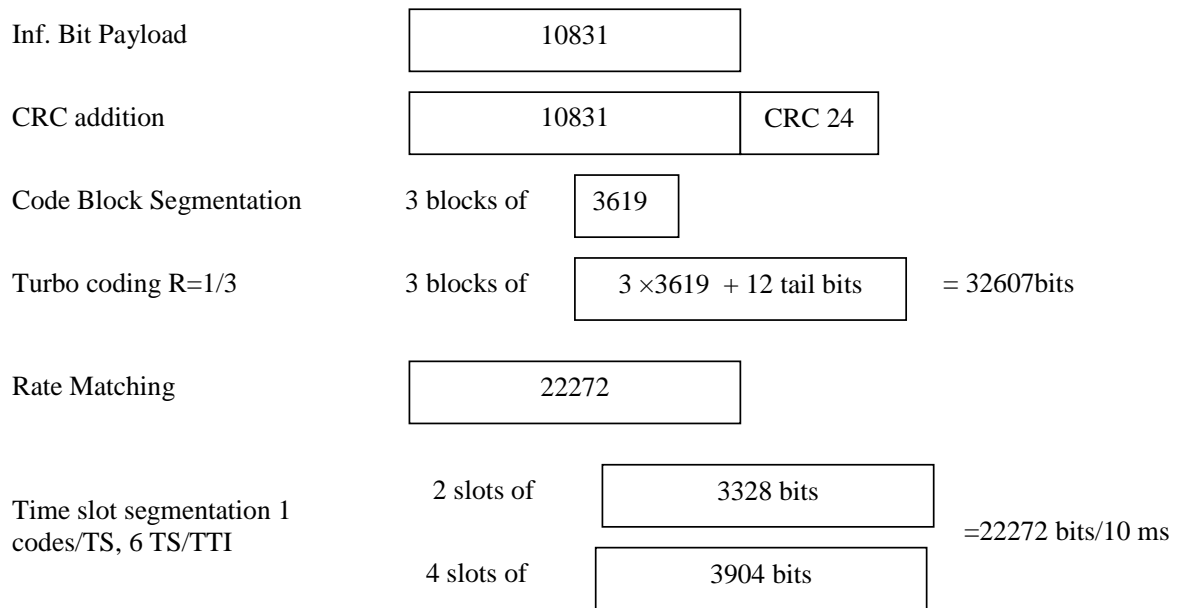 Inf. Bit Payload 10831
CRC addition 10831 CRC 24
Code Block Segmentation 3 blocks of 3619
Turbo coding R=1/3 3 blocks of 3 ×3619 + 12 tail bits = 32607bits
Rate Matching 22272
2 slots of 3328 bits
Time slot segmentation 1
codes/TS, 6 TS/TTI
=22272 bits/10 ms
4 slots of 3904 bits